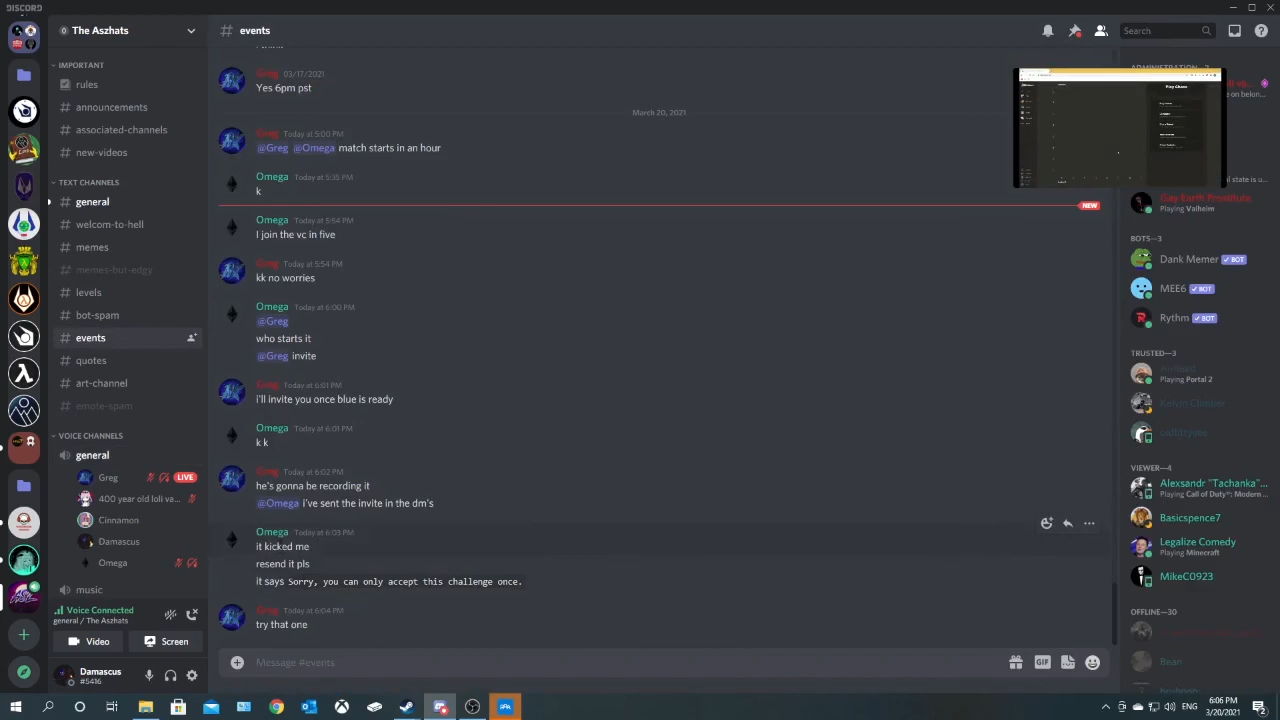 DISCORD
The Aszhats
# events
Search
IMPORTANT
rules
announcements
associated-channels
new-videos
TEXT CHANNELS
general
welcom-to-hell
memes
memes-but-edgy
levels
bot-spam
events
quotes
art-channel
emote-spam
VOICE CHANNELS
general
Greg LIVE
400 year old loli va...
Cinnamon
Damascus
Omega
music
Voice Connected
general / The Aszhats
Video
Screen
Damascus
#5416
Greg 03/17/2021
Yes 6pm pst
March 20, 2021
Greg Today at 5:00 PM
@Greg @Omega match starts in an hour
Omega Today at 5:35 PM
k
NEW
Omega Today at 5:54 PM
I join the vc in five
Greg Today at 5:54 PM
kk no worries
Omega Today at 6:00 PM
@Greg
who starts it
@Greg invite
Greg Today at 6:01 PM
i'll invite you once blue is ready
Omega Today at 6:01 PM
k k
Greg Today at 6:02 PM
he's gonna be recording it
@Omega i've sent the invite in the dm's
Omega Today at 6:03 PM
it kicked me
resend it pls
it says Sorry, you can only accept this challenge once.
Greg Today at 6:04 PM
try that one
Message #events
GIF
Play Chess
Gay Earth Prostitute
Playing Valheim
BOTS—3
Dank Memer BOT
MEE6 BOT
Rythm BOT
TRUSTED—3
Playing Portal 2
Kelvin Climber
VIEWER—4
Alexsandr "Tachanka"...
Playing Call of Duty®: Modern ...
Basicspence7
Legalize Comedy
Playing Minecraft
MikeC0923
OFFLINE—30
Bean
6:06 PM
3/20/2021
2